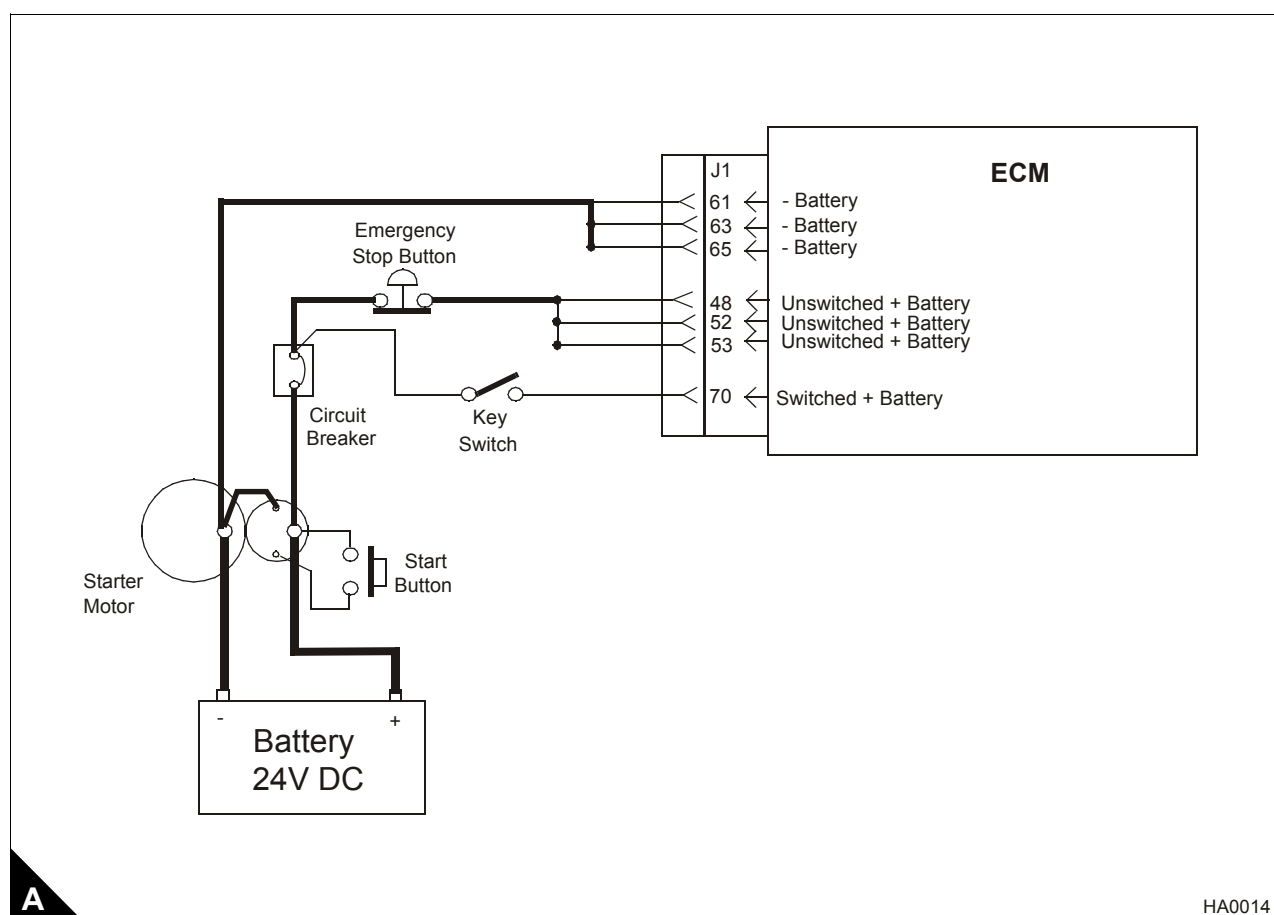 ECM
J1
61 - Battery
63 - Battery
65 - Battery
Emergency
Stop Button
48 Unswitched + Battery
52 Unswitched + Battery
53 Unswitched + Battery
70 Switched + Battery
Circuit
Breaker
Key
Switch
Start
Button
Starter
Motor
- +
Battery
24V DC
A
HA0014